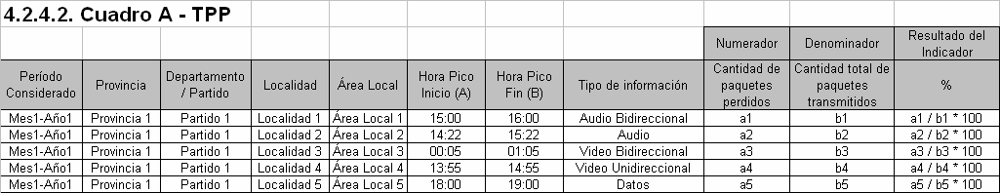 4.2.4.2. Cuadro A - TPP
Numerador Denominador Resultado del Indicador
Período Considerado Provincia Departamento / Partido Localidad Área Local Hora Pico Inicio (A) Hora Pico Fin (B) Tipo de información Cantidad de paquetes perdidos Cantidad total de paquetes transmitidos %
Mes1-Año1 Provincia 1 Partido 1 Localidad 1 Área Local 1 15:00 16:00 Audio Bidireccional a1 b1 a1 / b1 * 100
Mes1-Año1 Provincia 1 Partido 1 Localidad 2 Área Local 2 14:22 15:22 Audio a2 b2 a2 / b2 * 100
Mes1-Año1 Provincia 1 Partido 1 Localidad 3 Área Local 3 00:05 01:05 Video Bidireccional a3 b3 a3 / b3 * 100
Mes1-Año1 Provincia 1 Partido 1 Localidad 4 Área Local 4 13:55 14:55 Video Unidireccional a4 b4 a4 / b4 * 100
Mes1-Año1 Provincia 1 Partido 1 Localidad 5 Área Local 5 18:00 19:00 Datos a5 b5 a5 / b5 * 100